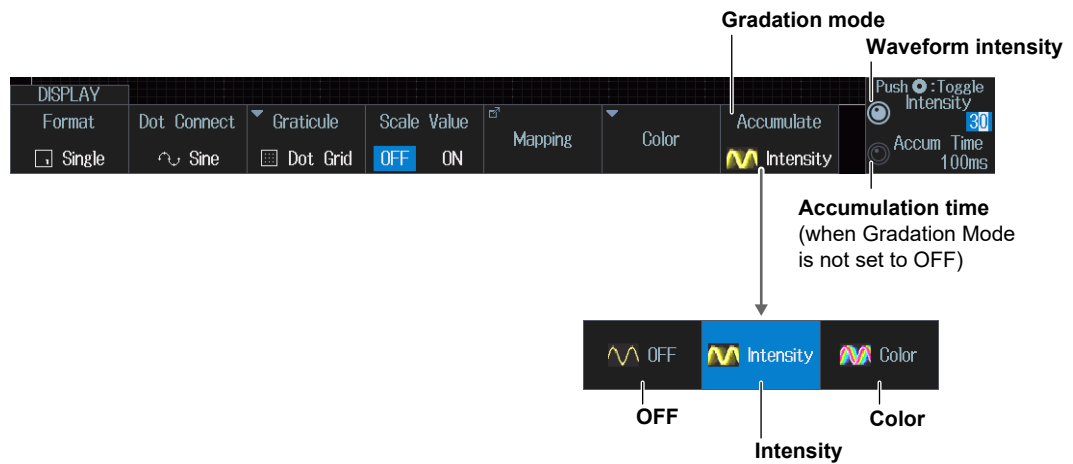 Gradation mode
Waveform intensity
DISPLAY
Format
Single
Dot Connect
Sine
Graticule
Dot Grid
Scale Value
OFF ON
Mapping
Color
Accumulate
Intensity
Push :Toggle
Intensity
30
Accum Time
100ms
Accumulation time
(when Gradation Mode
is not set to OFF)
OFF
Intensity
Color
OFF
Color
Intensity